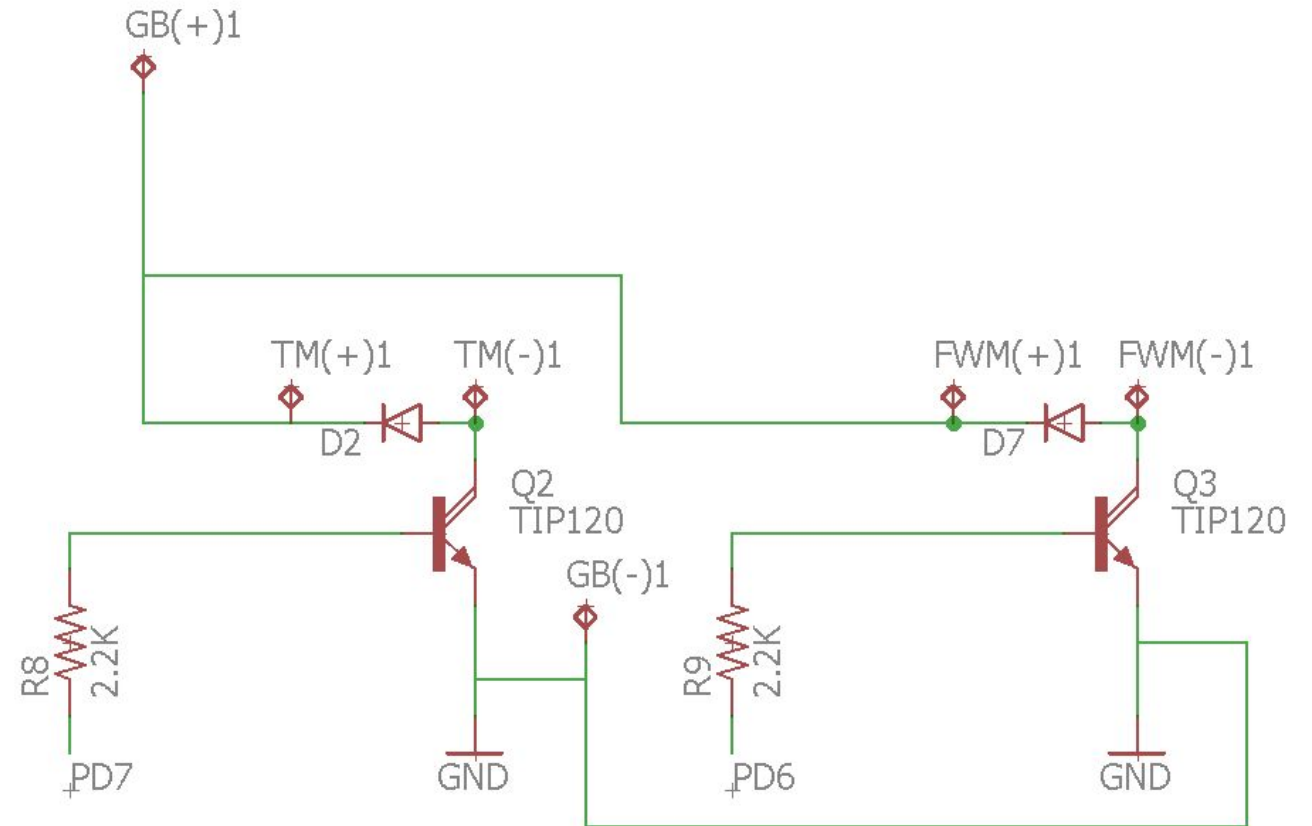 GB(+)1
TM(+)1
TM(-)1
FWM(+)1
FWM(-)1
D2
D7
Q2
TIP120
Q3
TIP120
GB(-)1
R8
2.2K
R9
2.2K
PD7
GND
PD6
GND